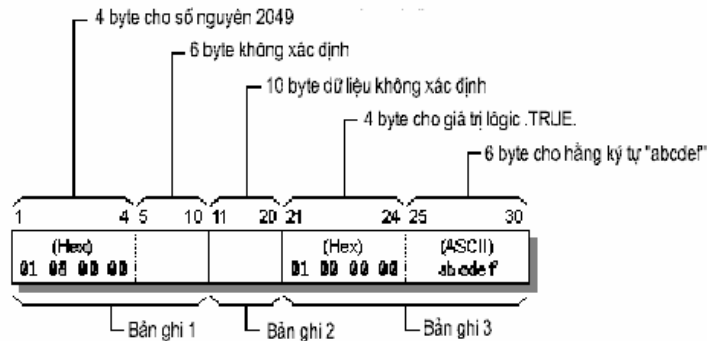 4 byte cho số nguyên 2049
6 byte không xác định
10 byte dữ liệu không xác định
4 byte cho giá trị lôgic .TRUE.
6 byte cho hằng ký tự "abcdef"
1 4 5 10 11 20 21 24 25 30
(Hex) (Hex) (ASCII)
01 08 00 00 01 00 00 00 abcdef
Bản ghi 1 Bản ghi 2 Bản ghi 3